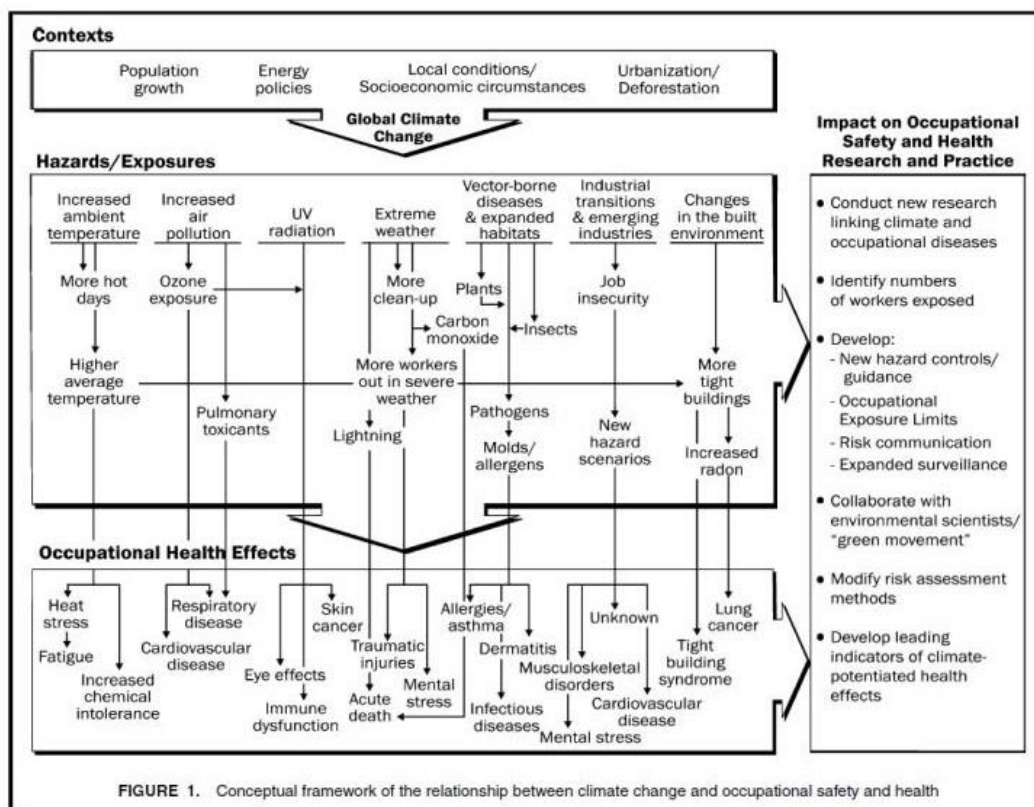 Contexts
Population
growth
Energy
policies
Local conditions/
Socioeconomic circumstances
Urbanization/
Deforestation
Global Climate
Change
Hazards/Exposures
Increased
ambient
temperature
Increased
air
pollution
UV
radiation
Extreme
weather
Vector-borne
diseases
& expanded
habitats
Industrial
transitions
& emerging
industries
Changes
in the built
environment
More hot
days
Ozone
exposure
More
clean-up
Plants
Job
insecurity
Carbon
monoxide
Insects
Higher
average
temperature
More workers
out in severe
weather
More
tight
buildings
Pulmonary
toxicants
Pathogens
Lightning
Molds/
allergens
New
hazard
scenarios
Increased
radon
Occupational Health Effects
Heat
stress
Fatigue
Increased
chemical
intolerance
Respiratory
disease
Cardiovascular
disease
Skin
cancer
Eye effects
Immune
dysfunction
Traumatic
injuries
Acute
death
Mental
stress
Allergies/
asthma
Dermatitis
Infectious
diseases
Unknown
Musculoskeletal
disorders
Cardiovascular
disease
Mental stress
Lung
cancer
Tight
building
syndrome
Impact on Occupational
Safety and Health
Research and Practice
• Conduct new research
linking climate and
occupational diseases
• Identify numbers
of workers exposed
• Develop:
- New hazard controls/
guidance
- Occupational
Exposure Limits
- Risk communication
- Expanded surveillance
• Collaborate with
environmental scientists/
"green movement"
• Modify risk assessment
methods
• Develop leading
indicators of climate-
potentiated health
effects
FIGURE 1. Conceptual framework of the relationship between climate change and occupational safety and health